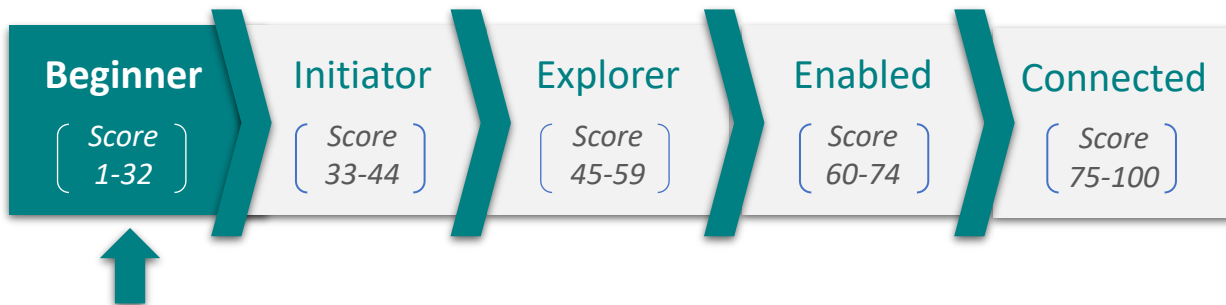 Beginner
Score
1-32
Initiator
Score
33-44
Explorer
Score
45-59
Enabled
Score
60-74
Connected
Score
75-100